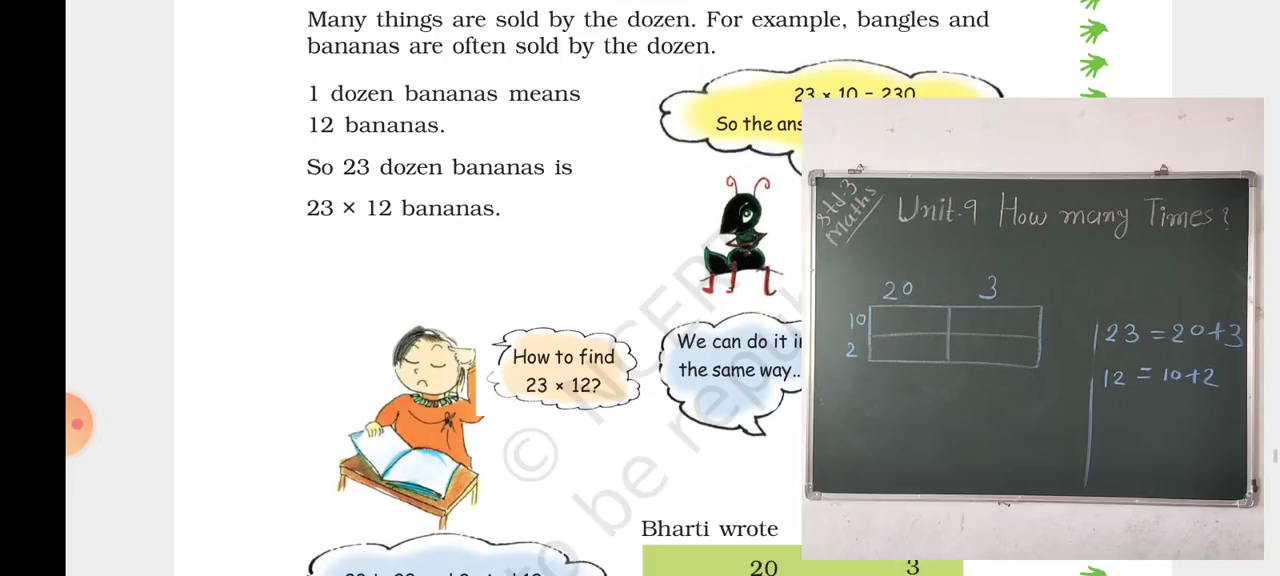 Many things are sold by the dozen. For example, bangles and
bananas are often sold by the dozen.
1 dozen bananas means
12 bananas.
So 23 dozen bananas is
23 × 12 bananas.
23 × 10 = 230
So the ans
How to find
23 × 12?
We can do it i
the same way..
Bharti wrote
20 3
std-3
Maths
Unit.9 How many Times?
20 3
10
2
23 = 20+3
12 = 10+2
© NCER
be repu